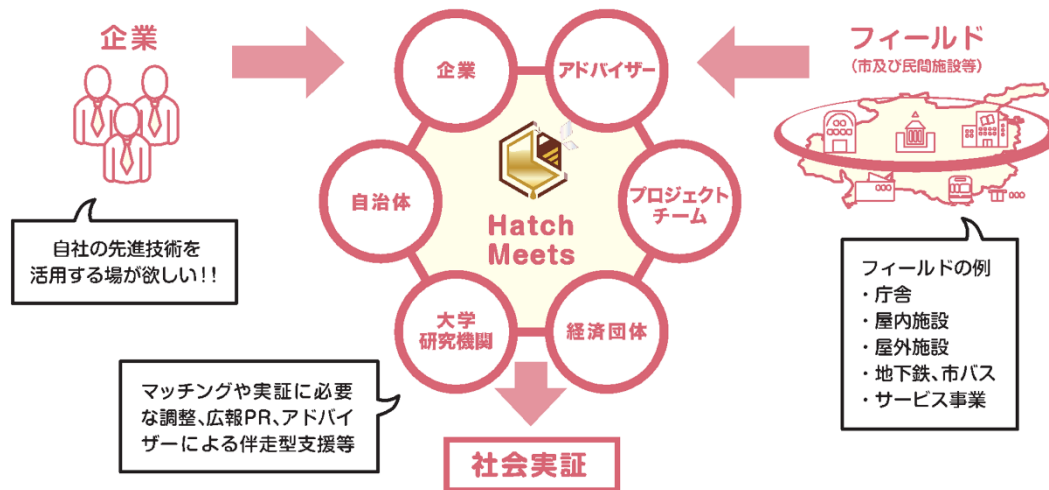 企業
フィールド
（市及び民間施設等）
企業
アドバイザー
自治体
プロジェクト
チーム
Hatch
Meets
大学
研究機関
経済団体
自社の先進技術を
活用する場が欲しい!!
フィールドの例
・庁舎
・屋内施設
・屋外施設
・地下鉄、市バス
・サービス事業
マッチングや実証に必要
な調整、広報PR、アドバイ
ザーによる伴走型支援等
社会実証